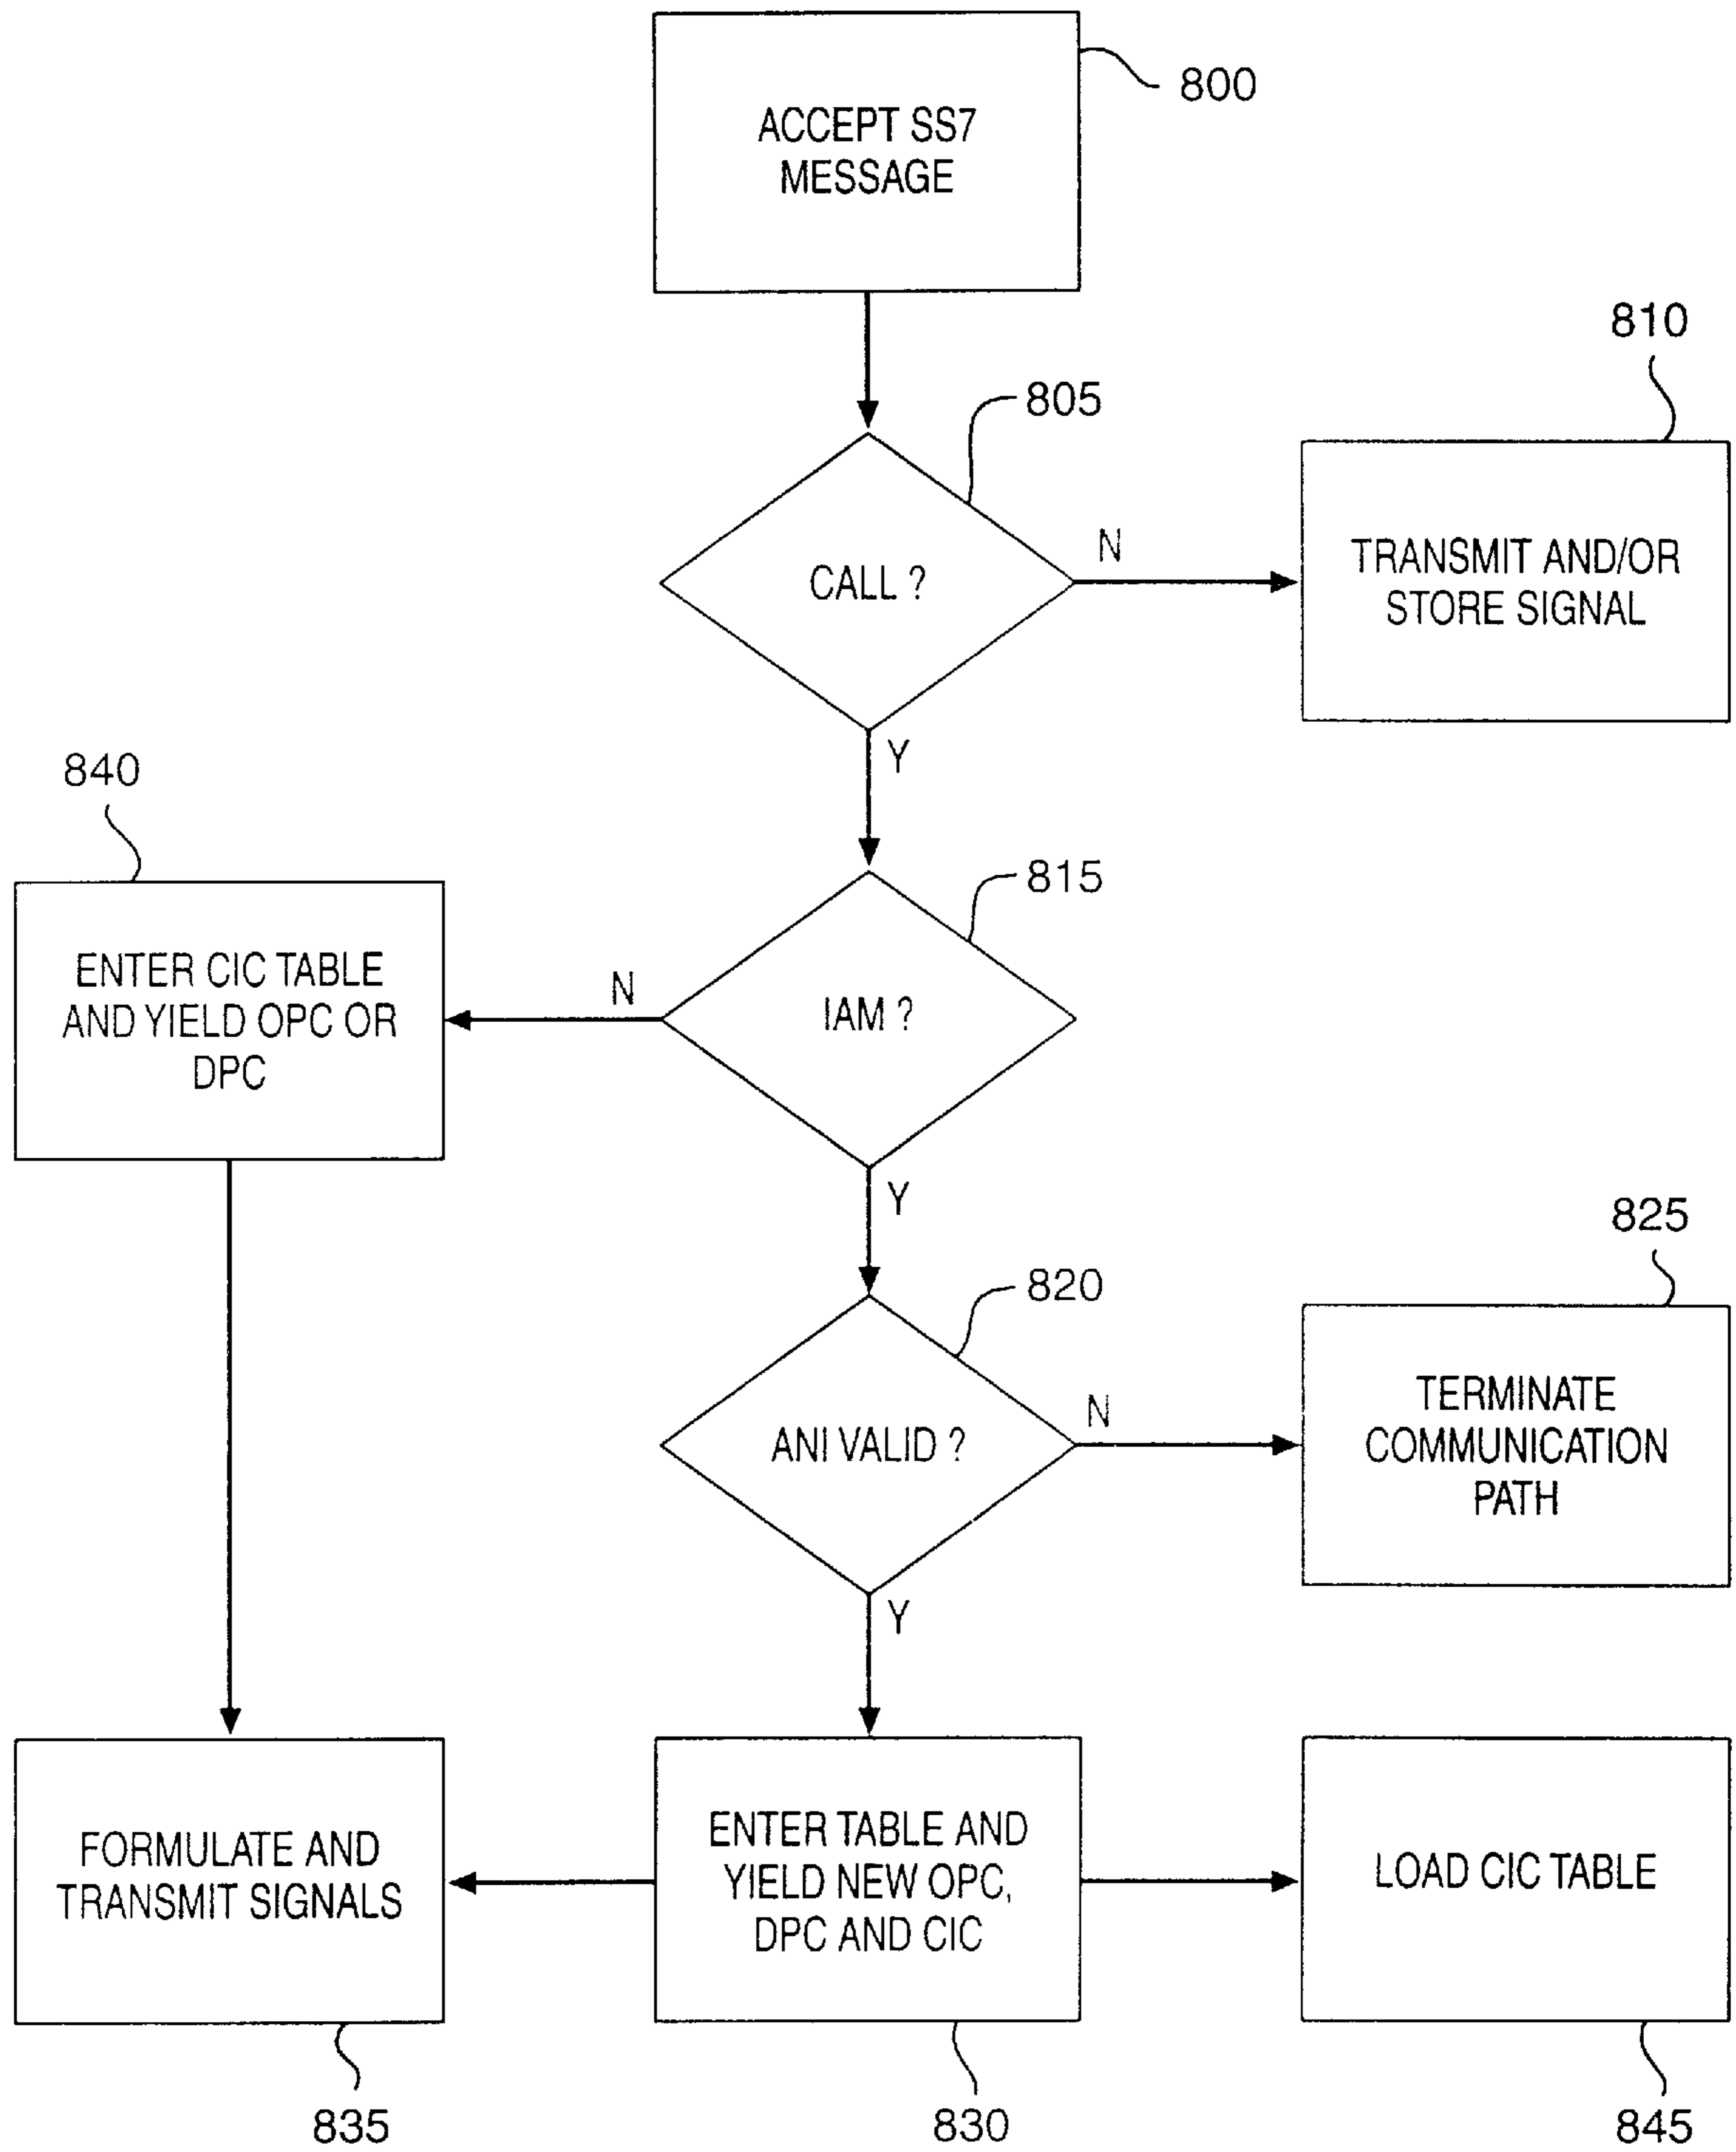 ACCEPT SS7
MESSAGE
800
805
CALL ?
N
Y
810
TRANSMIT AND/OR
STORE SIGNAL
840
ENTER CIC TABLE
AND YIELD OPC OR
DPC
815
IAM ?
N
Y
820
ANI VALID ?
N
Y
825
TERMINATE
COMMUNICATION
PATH
FORMULATE AND
TRANSMIT SIGNALS
835
ENTER TABLE AND
YIELD NEW OPC,
DPC AND CIC
830
LOAD CIC TABLE
845